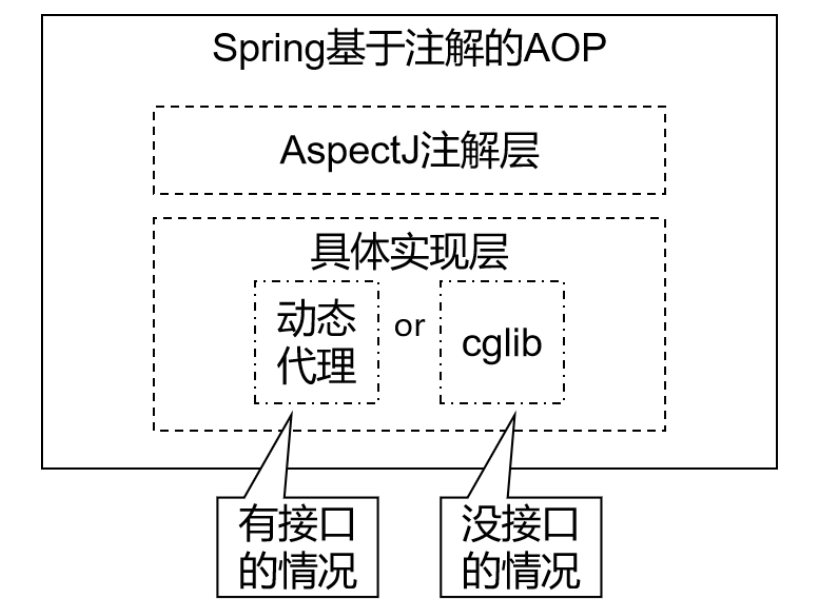 Spring基于注解的AOP
AspectJ注解层
具体实现层
动态
代理
or
cglib
有接口
的情况
没接口
的情况